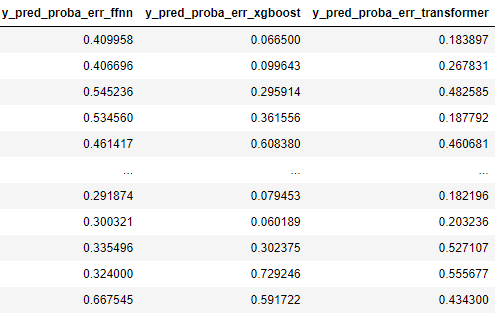 y_pred_proba_err_ffnn y_pred_proba_err_xgboost y_pred_proba_err_transformer
0.409958 0.066500 0.183897
0.406696 0.099643 0.267831
0.545236 0.295914 0.482585
0.534560 0.361556 0.187792
0.461417 0.608380 0.460681
... ... ...
0.291874 0.079453 0.182196
0.300321 0.060189 0.203236
0.335496 0.302375 0.527107
0.324000 0.729246 0.555677
0.667545 0.591722 0.434300